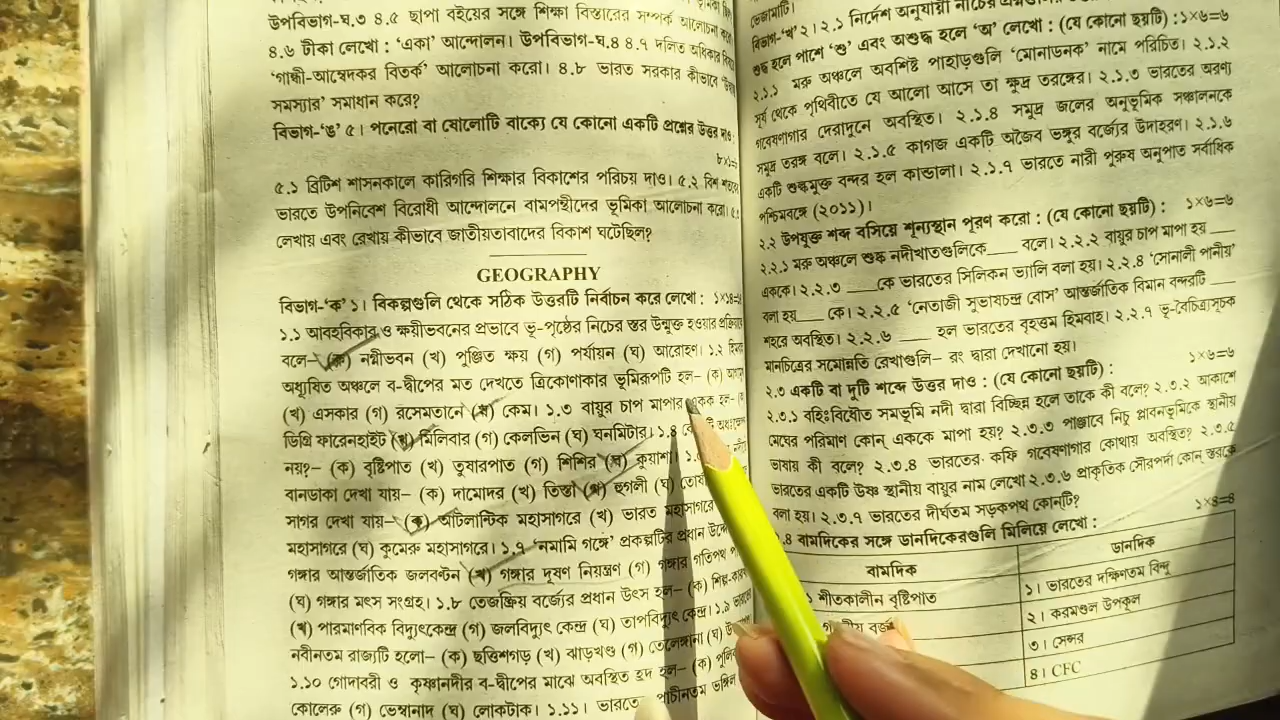 উপবিভাগ-ঘ.৩ ৪.৫ ছাপা বইয়ের সঙ্গে শিক্ষা বিস্তারের সম্পর্ক আলোচনা
৪.৬ টীকা লেখো : ‘একা’ আন্দোলন। উপবিভাগ-ঘ.৪ ৪.৭ দলিত অধিকার
‘গান্ধী-আম্বেদকর বিতর্ক’ আলোচনা করো। ৪.৮ ভারত সরকার কীভাবে
সমস্যার’ সমাধান করে?
বিভাগ-‘ঙ’ ৫। পনেরো বা ষোলোটি বাক্যে যে কোনো একটি প্রশ্নের উত্তর দাও:
৫.১ ব্রিটিশ শাসনকালে কারিগরি শিক্ষার বিকাশের পরিচয় দাও। ৫.২ বিশ
ভারতে উপনিবেশ বিরোধী আন্দোলনে বামপন্থীদের ভূমিকা আলোচনা করো।
লেখায় এবং রেখায় কীভাবে জাতীয়তাবাদের বিকাশ ঘটেছিল?
GEOGRAPHY
বিভাগ-‘ক’ ১। বিকল্পগুলি থেকে সঠিক উত্তরটি নির্বাচন করে লেখো :
১.১ আবহবিকার ও ক্ষয়ীভবনের প্রভাবে ভূ-পৃষ্ঠের নিচের স্তর উন্মুক্ত হওয়ার
বলে- (ক) নগ্নীভবন (খ) পুঞ্জিত ক্ষয় (গ) পর্যায়ন (ঘ) আরোহণ। ১.২
অধ্যুষিত অঞ্চলে ব-দ্বীপের মত দেখতে ত্রিকোণাকার ভূমিরূপটি হল- (ক)
(খ) এসকার (গ) রসেমতানে (ঘ) কেম। ১.৩ বায়ুর চাপ মাপার একক হল-
ডিগ্রি ফারেনহাইট (খ) মিলিবার (গ) কেলভিন (ঘ) ঘনমিটার। ১.৪
নয়?- (ক) বৃষ্টিপাত (খ) তুষারপাত (গ) শিশির (ঘ) কুয়াশা।
বানডাকা দেখা যায়- (ক) দামোদর (খ) তিস্তা (গ) হুগলী (ঘ)
সাগর দেখা যায়- (ক) আটলান্টিক মহাসাগরে (খ) ভারত মহাসাগরে
মহাসাগরে (ঘ) কুমেরু মহাসাগরে। ১.৭ ‘নমামি গঙ্গে’ প্রকল্পটির প্রধান
গঙ্গার আন্তর্জাতিক জলবণ্টন (খ) গঙ্গার দূষণ নিয়ন্ত্রণ (গ) গঙ্গার গতিপথ
(ঘ) গঙ্গার মৎস সংগ্রহ। ১.৮ তেজস্ক্রিয় বর্জ্যের প্রধান উৎস হল- (ক)
(খ) পারমাণবিক বিদ্যুৎকেন্দ্র (গ) জলবিদ্যুৎ কেন্দ্র (ঘ) তাপবিদ্যুৎ কেন্দ্র। ১.৯
নবীনতম রাজ্যটি হলো- (ক) ছত্তিশগড় (খ) ঝাড়খণ্ড (গ) তেলেঙ্গানা (ঘ)
১.১০ গোদাবরী ও কৃষ্ণানদীর ব-দ্বীপের মাঝে অবস্থিত হ্রদ হল- (ক)
কোলেরু (গ) ভেম্বানাদ (ঘ) লোকটাক। ১.১১। ভারতে
বিভাগ-‘খ’ ২। ২.১ নির্দেশ অনুযায়ী
শুদ্ধ হলে পাশে ‘শু’ এবং অশুদ্ধ হলে ‘অ’ লেখো : (যে কোনো ছয়টি) : ১×৬=৬
২.১.১ মরু অঞ্চলে অবশিষ্ট পাহাড়গুলি ‘মোনাডনক’ নামে পরিচিত। ২.১.২
সূর্য থেকে পৃথিবীতে যে আলো আসে তা ক্ষুদ্র তরঙ্গের। ২.১.৩ ভারতের অরণ্য
গবেষণাগার দেরাদুনে অবস্থিত। ২.১.৪ সমুদ্র জলের অনুভূমিক সঞ্চালনকে
সমুদ্র তরঙ্গ বলে। ২.১.৫ কাগজ একটি অজৈব ভঙ্গুর বর্জ্যের উদাহরণ। ২.১.৬
একটি শুল্কমুক্ত বন্দর হল কান্ডালা। ২.১.৭ ভারতে নারী পুরুষ অনুপাত সর্বাধিক
পশ্চিমবঙ্গে (২০১১)।
২.২ উপযুক্ত শব্দ বসিয়ে শূন্যস্থান পূরণ করো : (যে কোনো ছয়টি) : ১×৬=৬
২.২.১ মরু অঞ্চলে শুষ্ক নদীখাতগুলিকে___ বলে। ২.২.২ বায়ুর চাপ মাপা হয় ___
এককে। ২.২.৩ ___কে ভারতের সিলিকন ভ্যালি বলা হয়। ২.২.৪ ‘সোনালী পানীয়’
বলা হয়___ কে। ২.২.৫ ‘নেতাজী সুভাষচন্দ্র বোস’ আন্তর্জাতিক বিমান বন্দরটি ___
শহরে অবস্থিত। ২.২.৬ ___ হল ভারতের বৃহত্তম হিমবাহ। ২.২.৭ ভূ-বৈচিত্র্যসূচক
মানচিত্রের সমোন্নতি রেখাগুলি– রং দ্বারা দেখানো হয়।
২.৩ একটি বা দুটি শব্দে উত্তর দাও : (যে কোনো ছয়টি) : ১×৬=৬
২.৩.১ বহিঃবিধৌত সমভূমি নদী দ্বারা বিচ্ছিন্ন হলে তাকে কী বলে? ২.৩.২ আকাশে
মেঘের পরিমাণ কোন্ এককে মাপা হয়? ২.৩.৩ পাঞ্জাবে নিচু প্লাবনভূমিকে স্থানীয়
ভাষায় কী বলে? ২.৩.৪ ভারতের কফি গবেষণাগার কোথায় অবস্থিত? ২.৩.৫
ভারতের একটি উষ্ণ স্থানীয় বায়ুর নাম লেখো ২.৩.৬ প্রাকৃতিক সৌরপর্দা কোন্ স্তরকে
বলা হয়। ২.৩.৭ ভারতের দীর্ঘতম সড়কপথ কোন্‌টি?
বামদিকের সঙ্গে ডানদিকেরগুলি মিলিয়ে লেখো : ১×৪=৪
বামদিক ডানদিক
শীতকালীন বৃষ্টিপাত ১। ভারতের দক্ষিণতম বিন্দু
২। করমণ্ডল উপকূল
৩। সেন্সর
৪। CFC